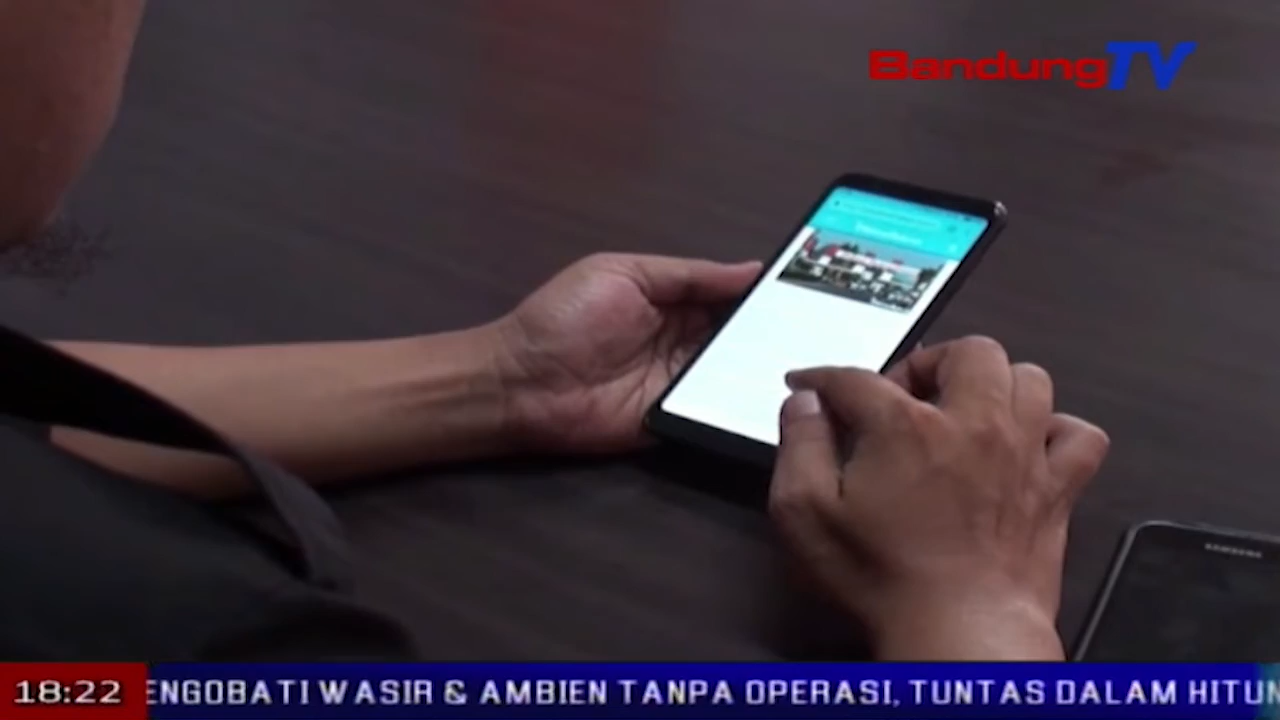 BandungTV
SAMSUNG
18:22
ENGOBATI WASIR & AMBIEN TANPA OPERASI, TUNTAS DALAM HITUN